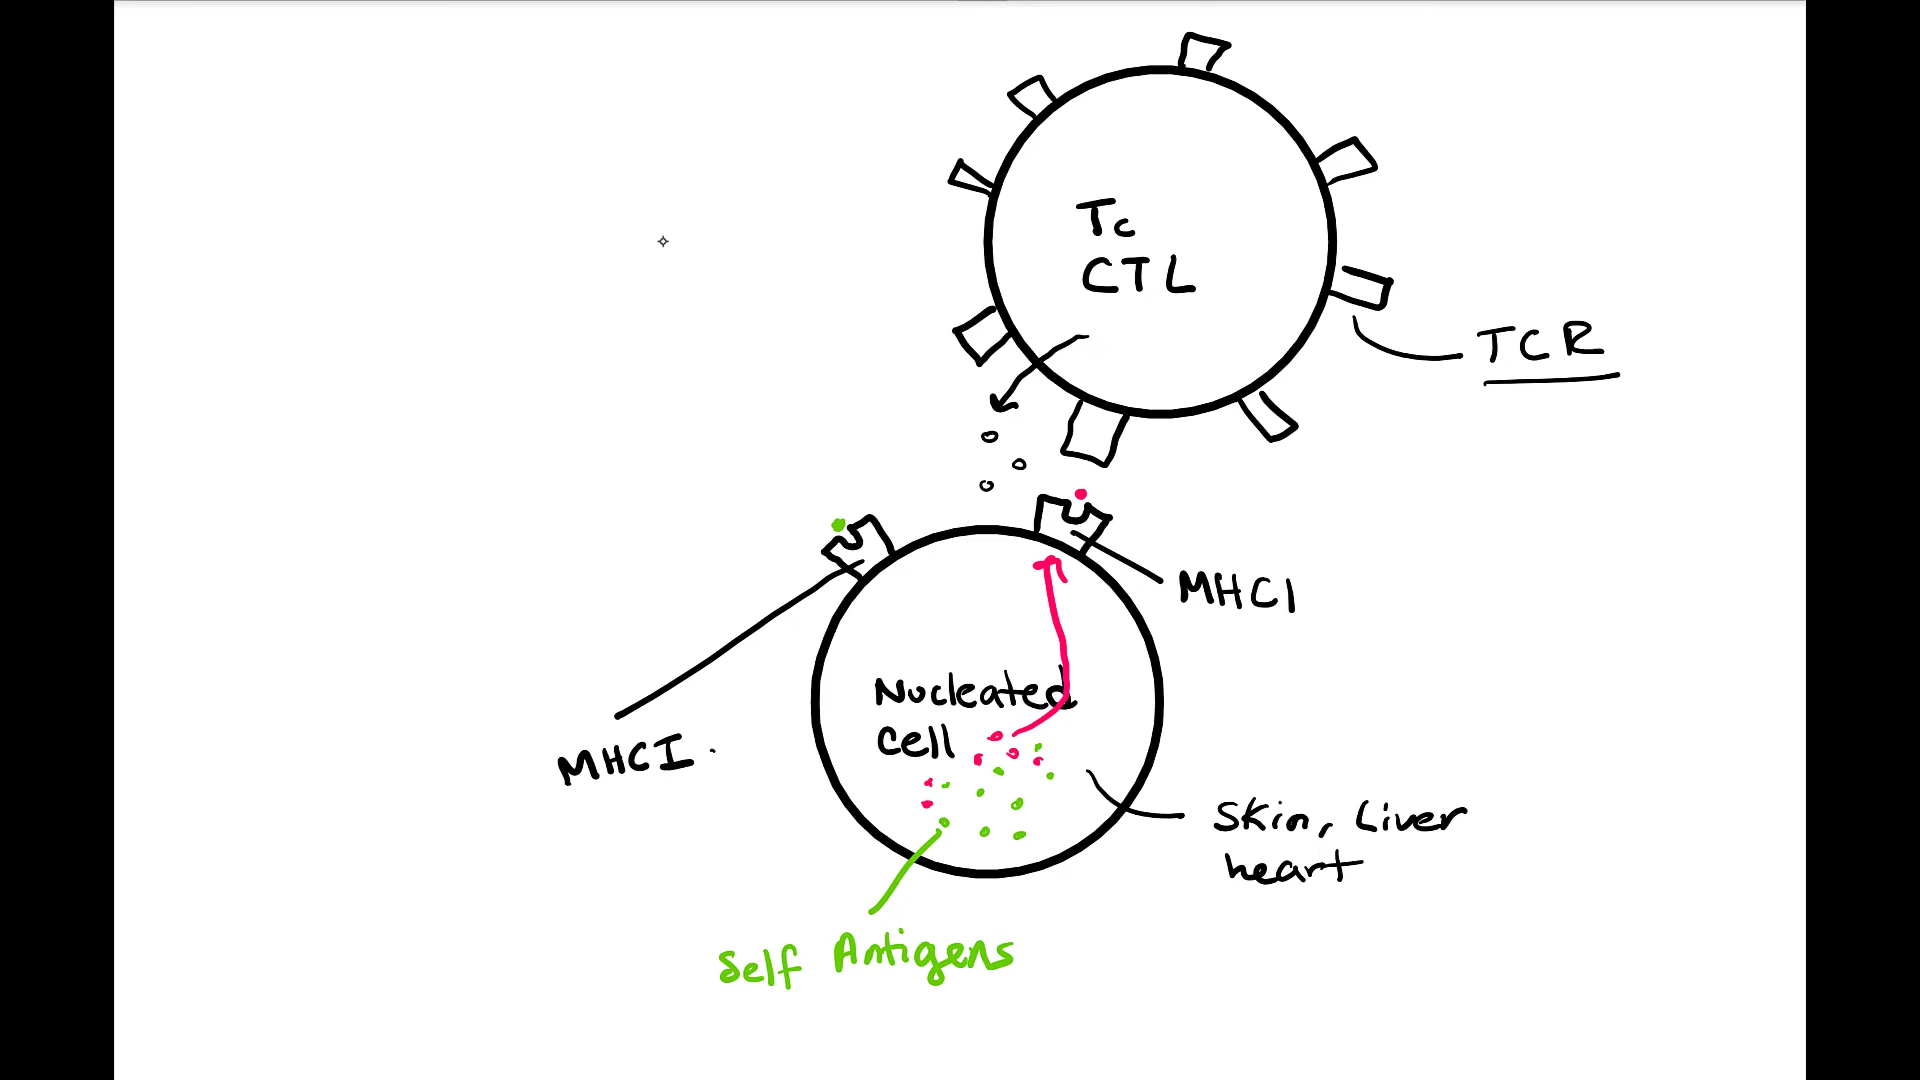 Tc
CTL
TCR
MHCI
Nucleated
Cell
MHCI
Skin, Liver
heart
Self Antigens